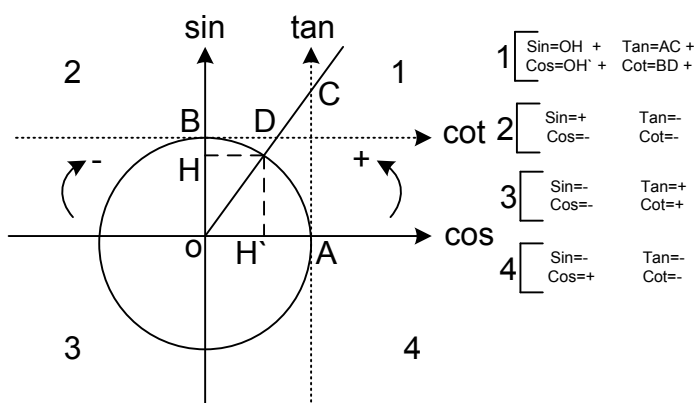 sin
tan
2
1
C
B
D
cot
H
-
+
o
H`
A
cos
3
4
1
Sin=OH + Tan=AC +
Cos=OH` + Cot=BD +
2
Sin=+ Tan=-
Cos=- Cot=-
3
Sin=- Tan=+
Cos=- Cot=+
4
Sin=- Tan=-
Cos=+ Cot=-